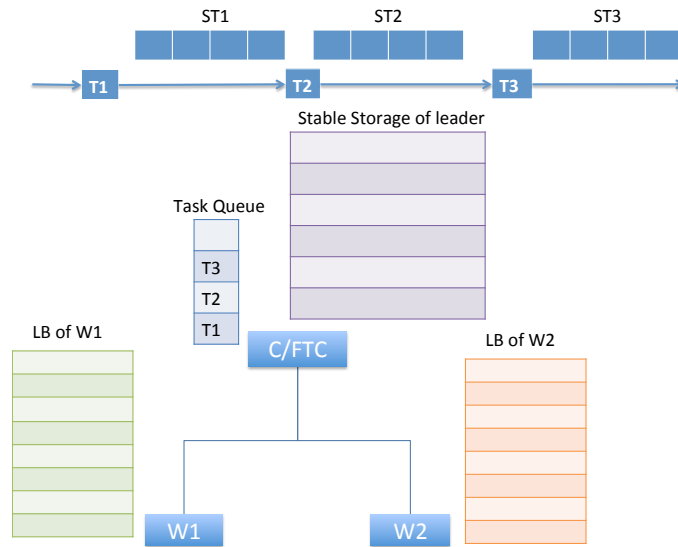 ST1
ST2
ST3
T1
T2
T3
Stable Storage of leader
Task Queue
T3
T2
T1
LB of W1
C/FTC
LB of W2
W1
W2